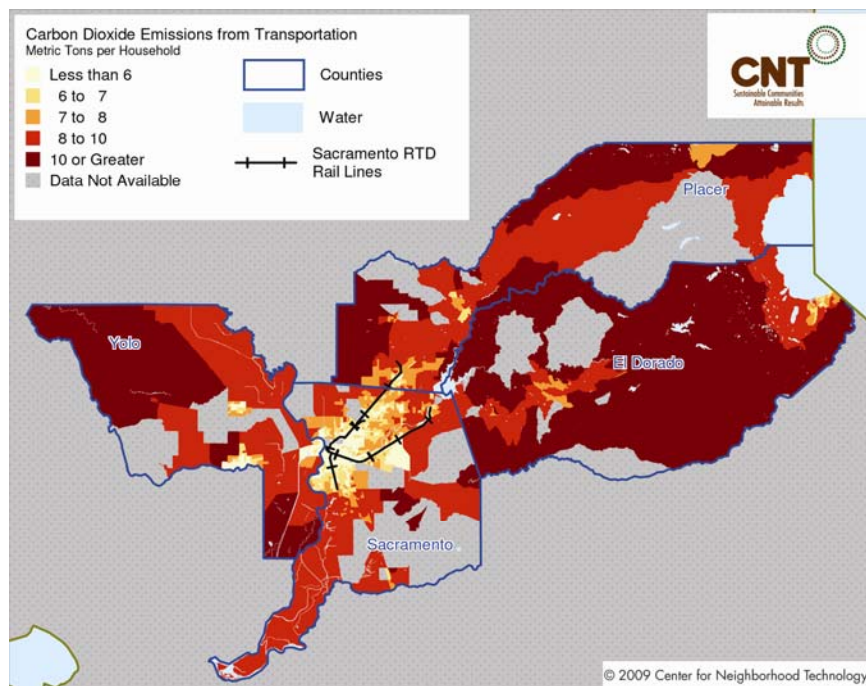 Carbon Dioxide Emissions from Transportation
Metric Tons per Household
Less than 6
6 to 7
7 to 8
8 to 10
10 or Greater
Data Not Available
Counties
Water
Sacramento RTD
Rail Lines
CNT
Sustainable Communities
Attainable Results
Placer
Yolo
El Dorado
Sacramento
© 2009 Center for Neighborhood Technology